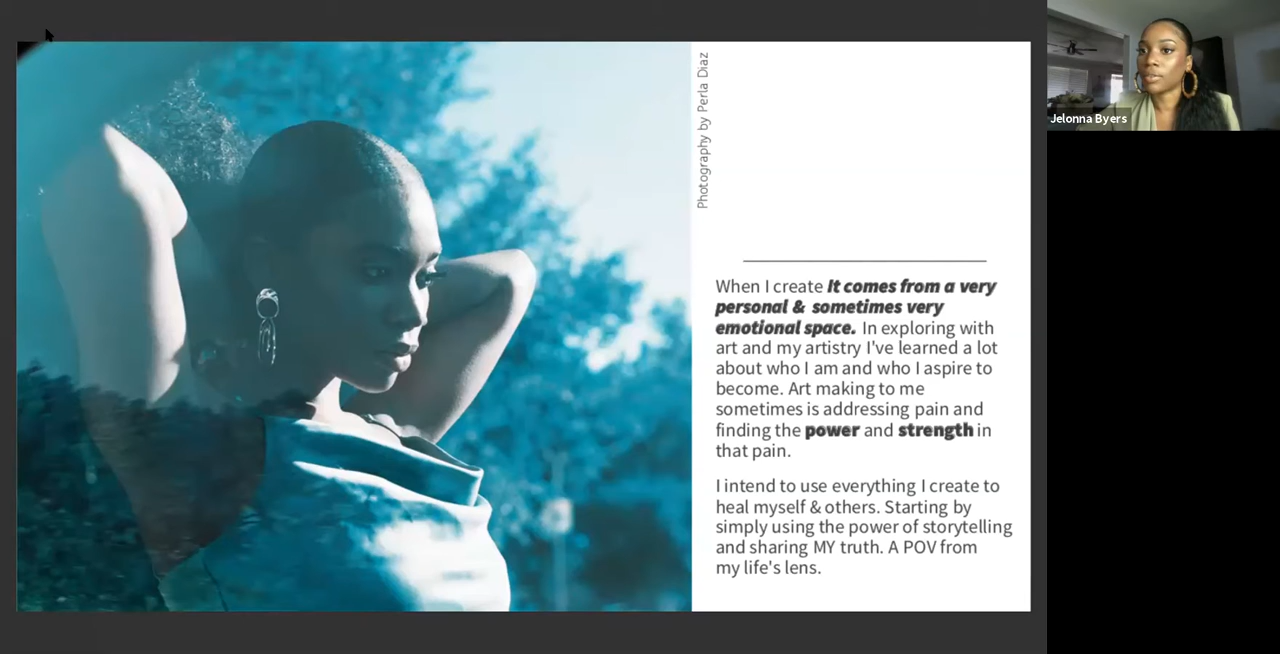 Photography by Perla Diaz
When I create It comes from a very
personal & sometimes very
emotional space. In exploring with
art and my artistry I've learned a lot
about who I am and who I aspire to
become. Art making to me
sometimes is addressing pain and
finding the power and strength in
that pain.
I intend to use everything I create to
heal myself & others. Starting by
simply using the power of storytelling
and sharing MY truth. A POV from
my life's lens.
Jelonna Byers